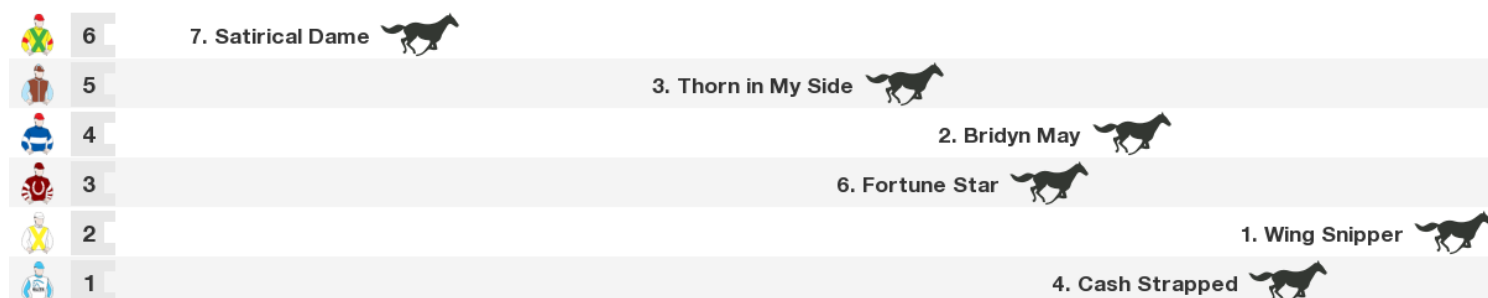 6 7. Satirical Dame
5 3. Thorn in My Side
4 2. Bridyn May
3 6. Fortune Star
2 1. Wing Snipper
1 4. Cash Strapped